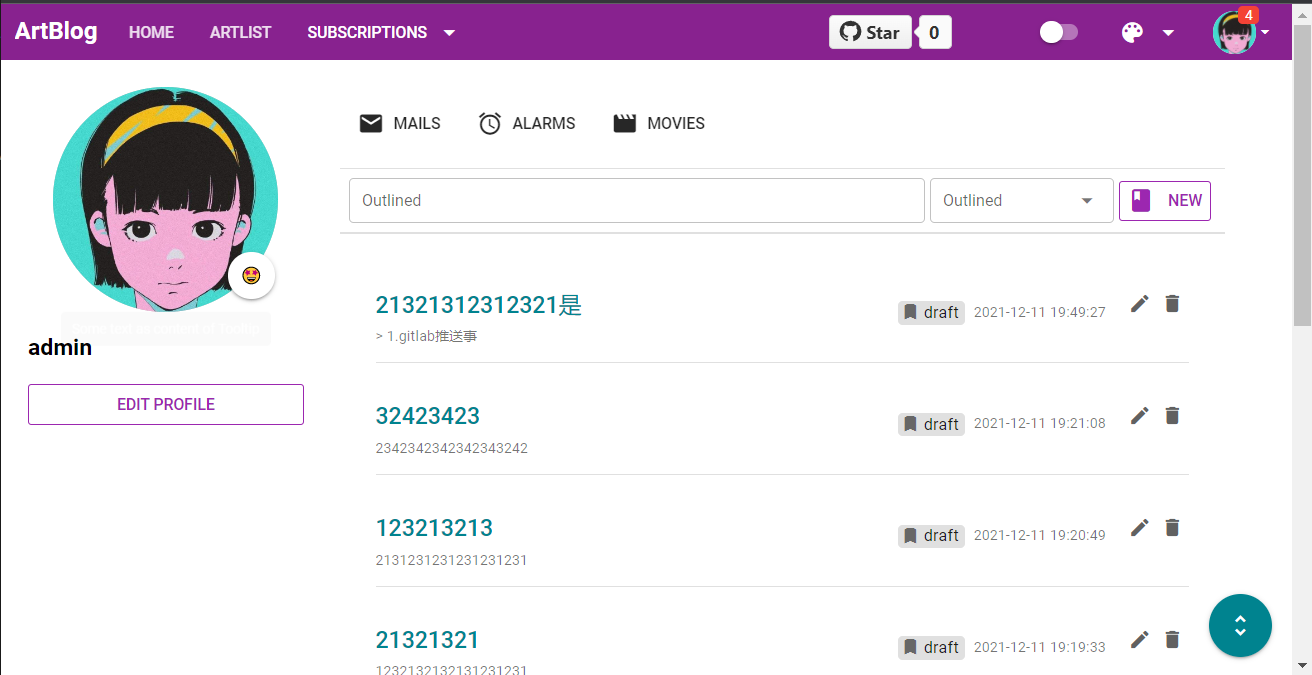 ArtBlog HOME ARTLIST SUBSCRIPTIONS Star 0 4
MAILS ALARMS MOVIES
Outlined Outlined NEW
21321312312321是 draft 2021-12-11 19:49:27
> 1.gitlab推送事
admin
EDIT PROFILE
32423423 draft 2021-12-11 19:21:08
2342342342342343242
123213213 draft 2021-12-11 19:20:49
2131231231231231231
21321321 draft 2021-12-11 19:19:33
1232132132131231231